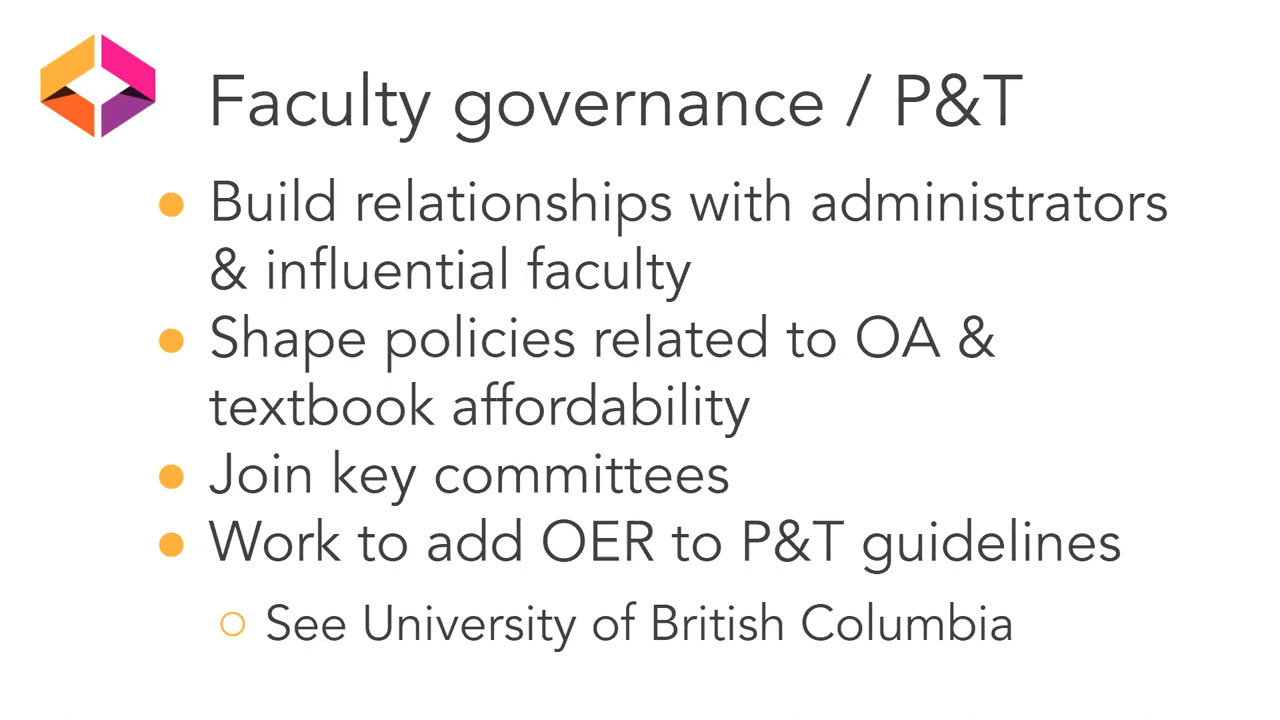 Faculty governance / P&T
● Build relationships with administrators
& influential faculty
● Shape policies related to OA &
textbook affordability
● Join key committees
● Work to add OER to P&T guidelines
○ See University of British Columbia